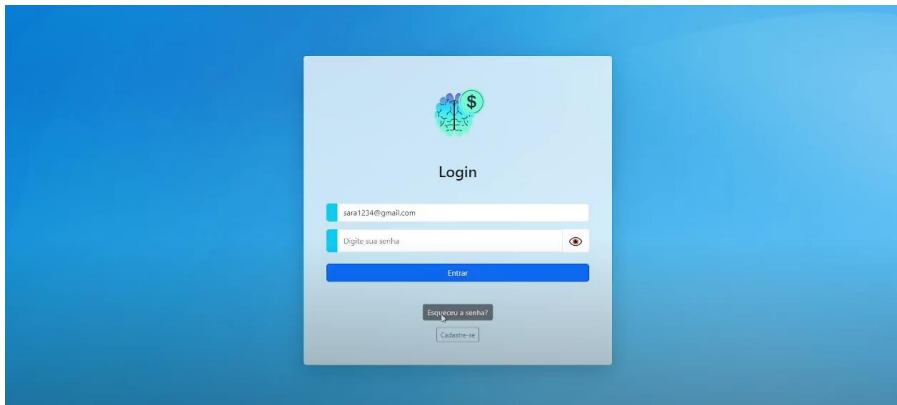 $
Login
sara1234@gmail.com
Digite sua senha
Entrar
Esqueceu a senha?
Cadastre-se